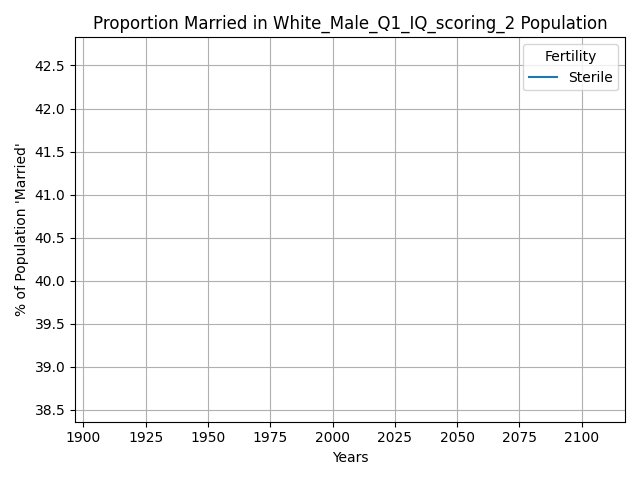 Proportion Married in White_Male_Q1_IQ_scoring_2 Population
Fertility
Sterile
% of Population 'Married'
42.5
42.0
41.5
41.0
40.5
40.0
39.5
39.0
38.5
1900 1925 1950 1975 2000 2025 2050 2075 2100
Years